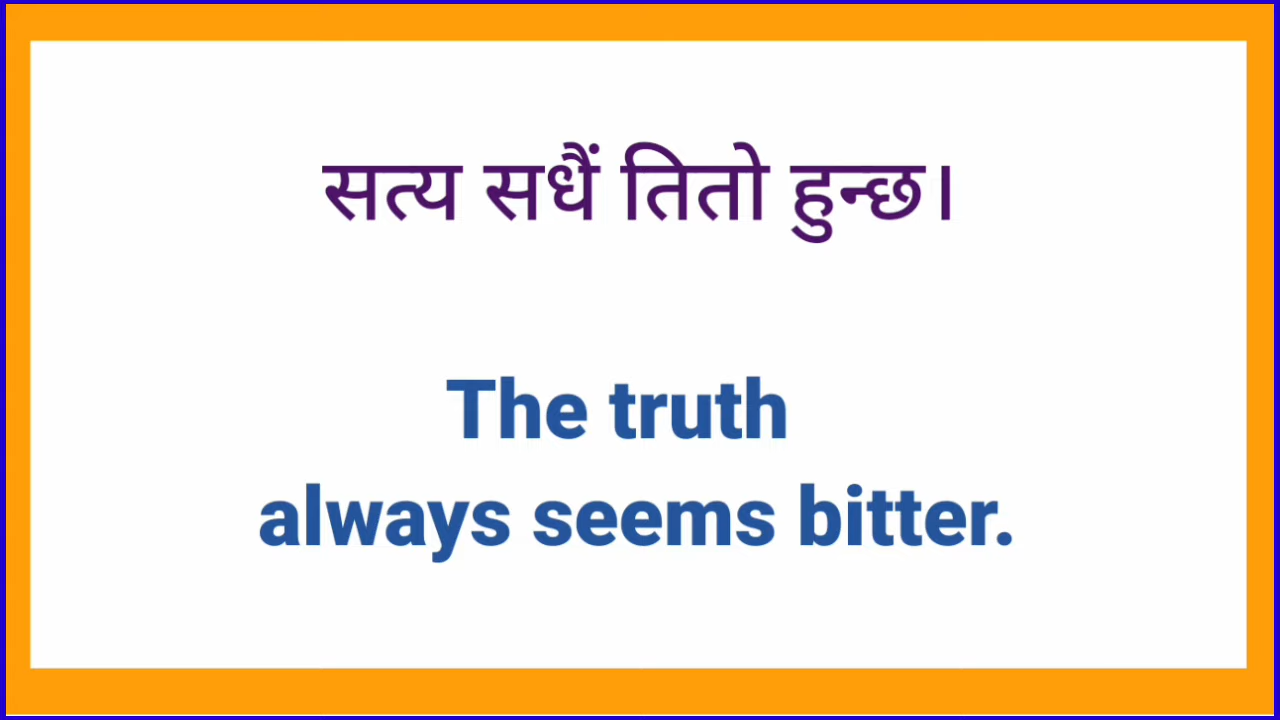 सत्य सधैं तितो हुन्छ।
The truth
always seems bitter.